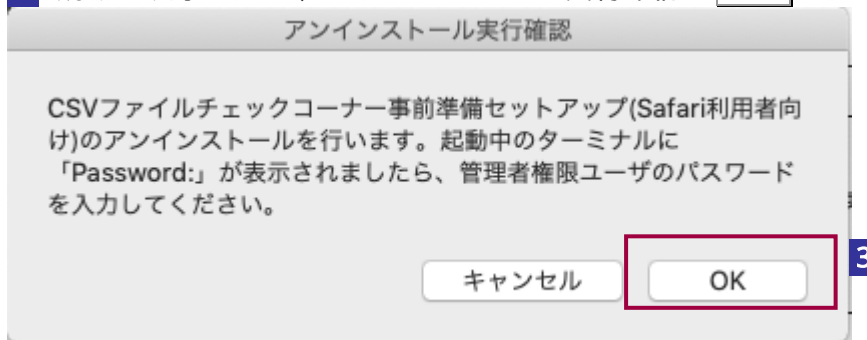 アンインストール実行確認
CSVファイルチェックコーナー事前準備セットアップ(Safari利用者向
け)のアンインストールを行います。起動中のターミナルに
「Password:」が表示されましたら、管理者権限ユーザのパスワード
を入力してください。
キャンセル OK
3